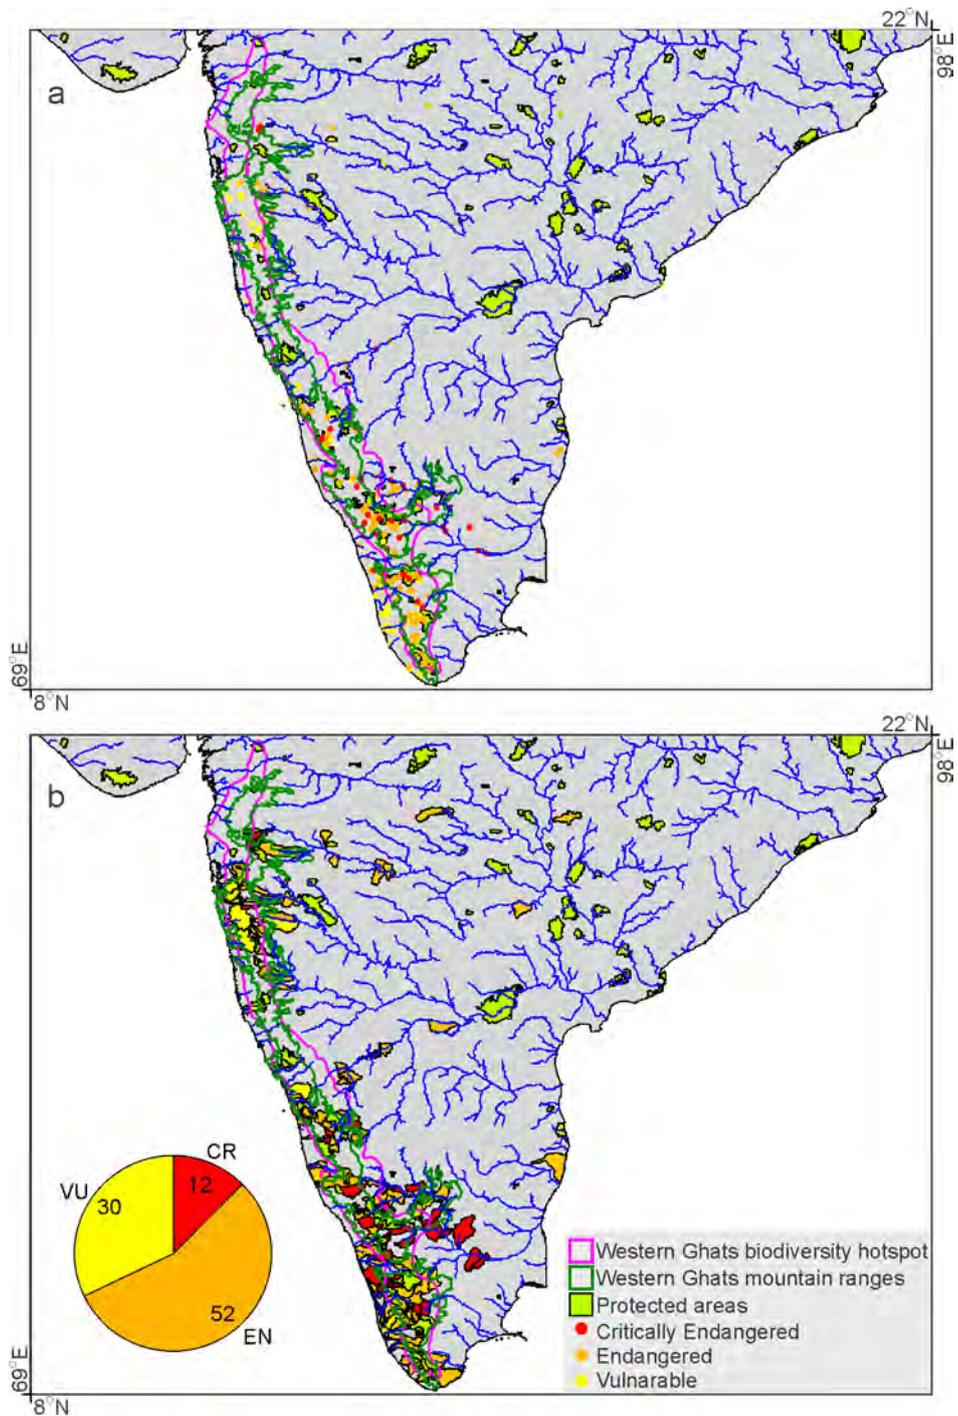 22°N
98°E
a
69°E
8°N
22°N
98°E
b
CR
VU
12
30
52
EN
Western Ghats biodiversity hotspot
Western Ghats mountain ranges
Protected areas
Critically Endangered
Endangered
Vulnarable
69°E
8°N